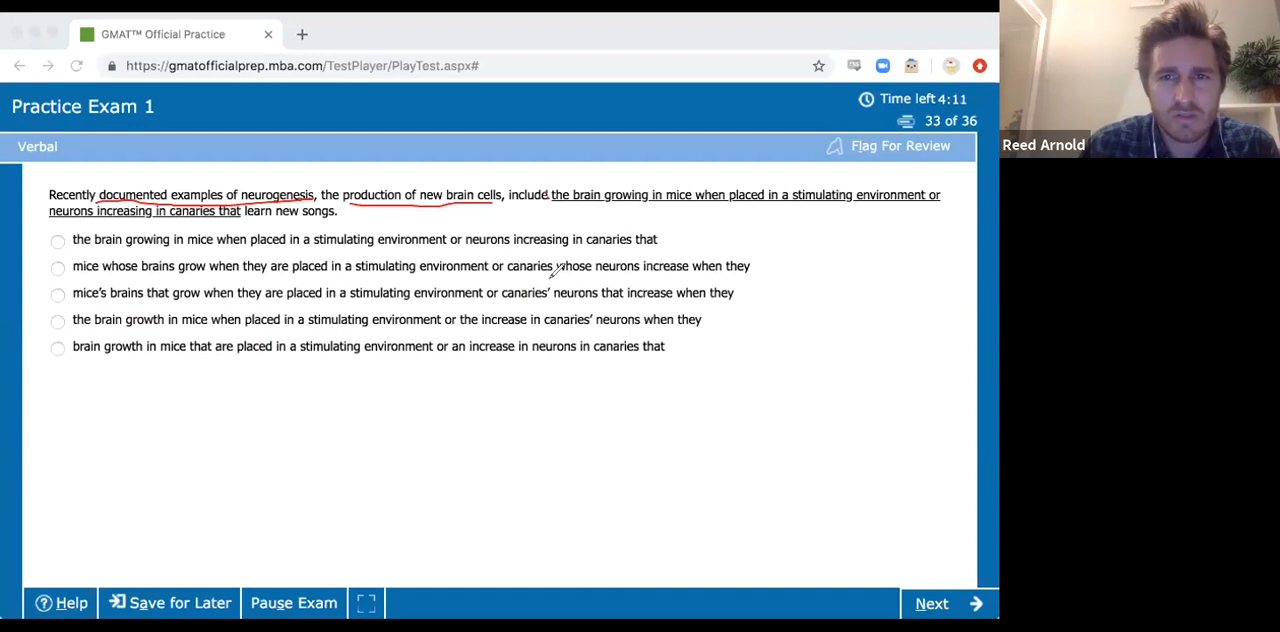 GMAT™ Official Practice
https://gmatofficialprep.mba.com/TestPlayer/PlayTest.aspx#
Practice Exam 1
Time left 4:11
33 of 36
Verbal
Flag For Review
Reed Arnold
Recently documented examples of neurogenesis, the production of new brain cells, include the brain growing in mice when placed in a stimulating environment or
neurons increasing in canaries that learn new songs.
the brain growing in mice when placed in a stimulating environment or neurons increasing in canaries that
mice whose brains grow when they are placed in a stimulating environment or canaries whose neurons increase when they
mice's brains that grow when they are placed in a stimulating environment or canaries' neurons that increase when they
the brain growth in mice when placed in a stimulating environment or the increase in canaries' neurons when they
brain growth in mice that are placed in a stimulating environment or an increase in neurons in canaries that
Help
Save for Later
Pause Exam
Next